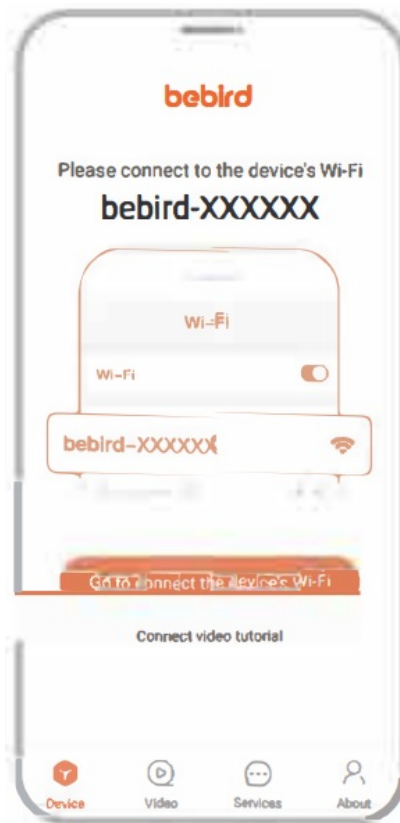 bebird
Please connect to the device's Wi-Fi
bebird-XXXXXX
Wi-Fi
Wi-Fi
bebird-XXXXXX
Go to connect the device's Wi-Fi
Connect video tutorial
Device
Video
Services
About